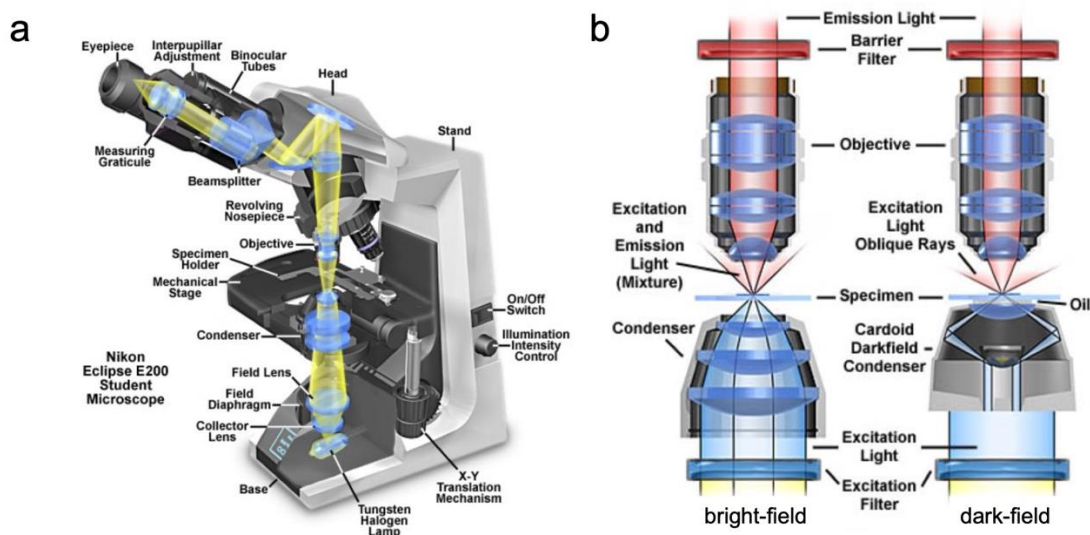 a
Eyepiece
Interpupillar
Adjustment
Binocular
Tubes
Head
Stand
Measuring
Graticule
Beamsplitter
Revolving
Nosepiece
Objective
Specimen
Holder
Mechanical
Stage
On/Off
Switch
Condenser
Illumination
Intensity
Control
Nikon
Eclipse E200
Student
Microscope
Field Lens
Field
Diaphragm
Collector
Lens
Base
X-Y
Translation
Mechanism
Tungsten
Halogen
Lamp
b
Emission Light
Barrier
Filter
Objective
Excitation
and
Emission
Light
(Mixture)
Excitation
Light
Oblique Rays
Specimen
Oil
Condenser
Cardoid
Darkfield
Condenser
Excitation
Light
Excitation
Filter
bright-field
dark-field